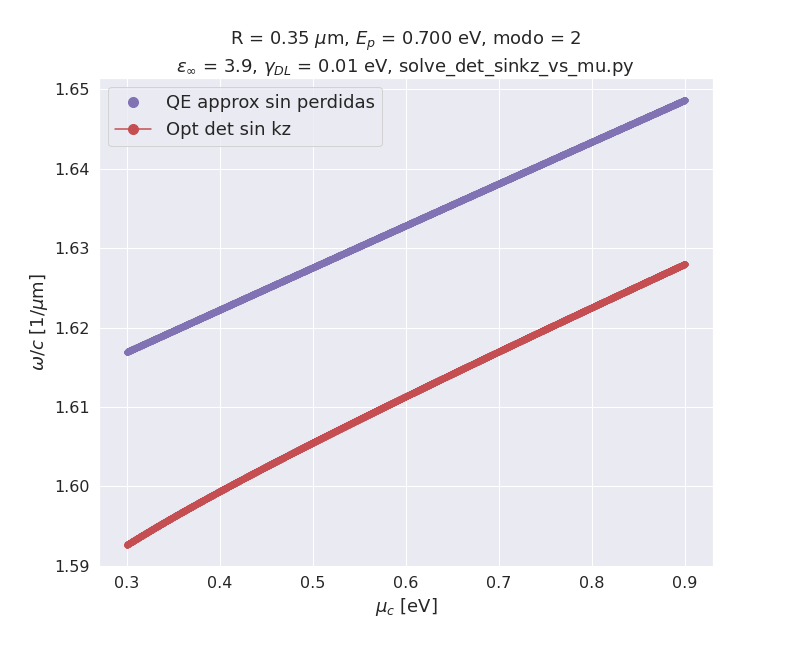 R = 0.35 μm, E_p = 0.700 eV, modo = 2
ε_∞ = 3.9, γ_DL = 0.01 eV, solve_det_sinkz_vs_mu.py
QE approx sin perdidas
Opt det sin kz
1.65
1.64
1.63
1.62
1.61
1.60
1.59
ω/c [1/μm]
0.3 0.4 0.5 0.6 0.7 0.8 0.9
μ_c [eV]